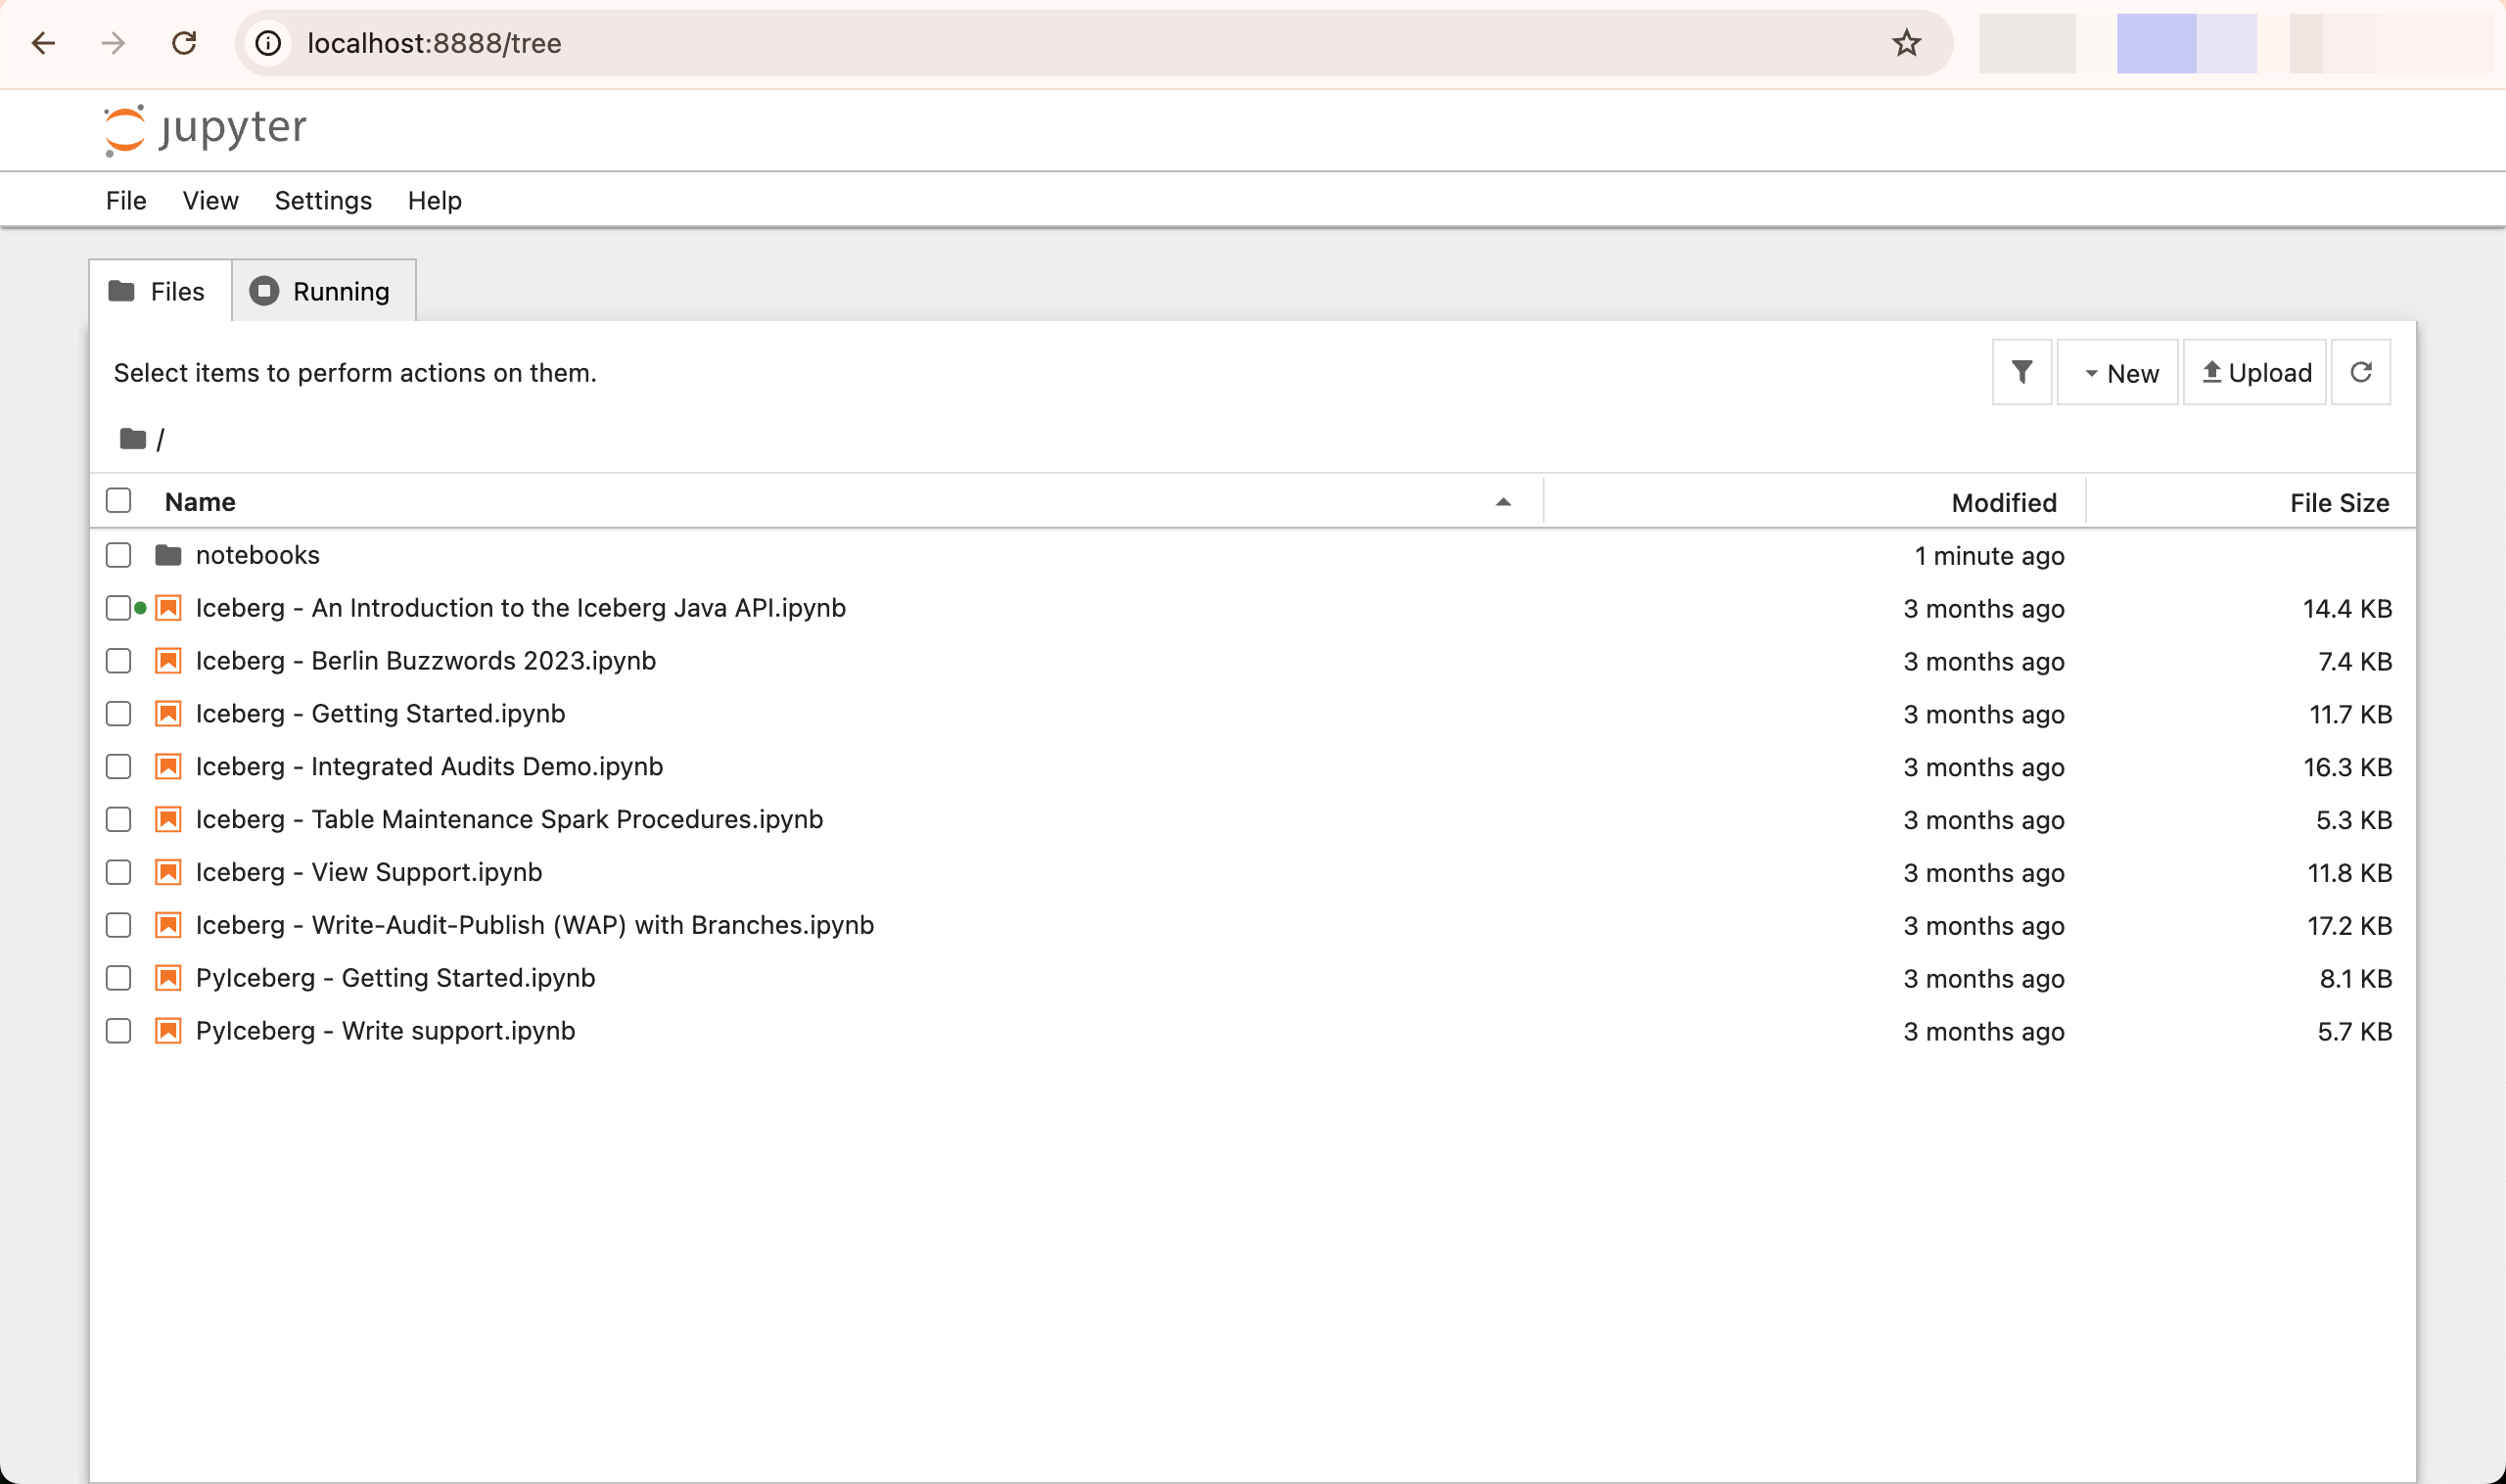 localhost:8888/tree
jupyter
File View Settings Help
Files Running
Select items to perform actions on them.
New Upload
/
Name Modified File Size
notebooks 1 minute ago
Iceberg - An Introduction to the Iceberg Java API.ipynb 3 months ago 14.4 KB
Iceberg - Berlin Buzzwords 2023.ipynb 3 months ago 7.4 KB
Iceberg - Getting Started.ipynb 3 months ago 11.7 KB
Iceberg - Integrated Audits Demo.ipynb 3 months ago 16.3 KB
Iceberg - Table Maintenance Spark Procedures.ipynb 3 months ago 5.3 KB
Iceberg - View Support.ipynb 3 months ago 11.8 KB
Iceberg - Write-Audit-Publish (WAP) with Branches.ipynb 3 months ago 17.2 KB
PyIceberg - Getting Started.ipynb 3 months ago 8.1 KB
PyIceberg - Write support.ipynb 3 months ago 5.7 KB